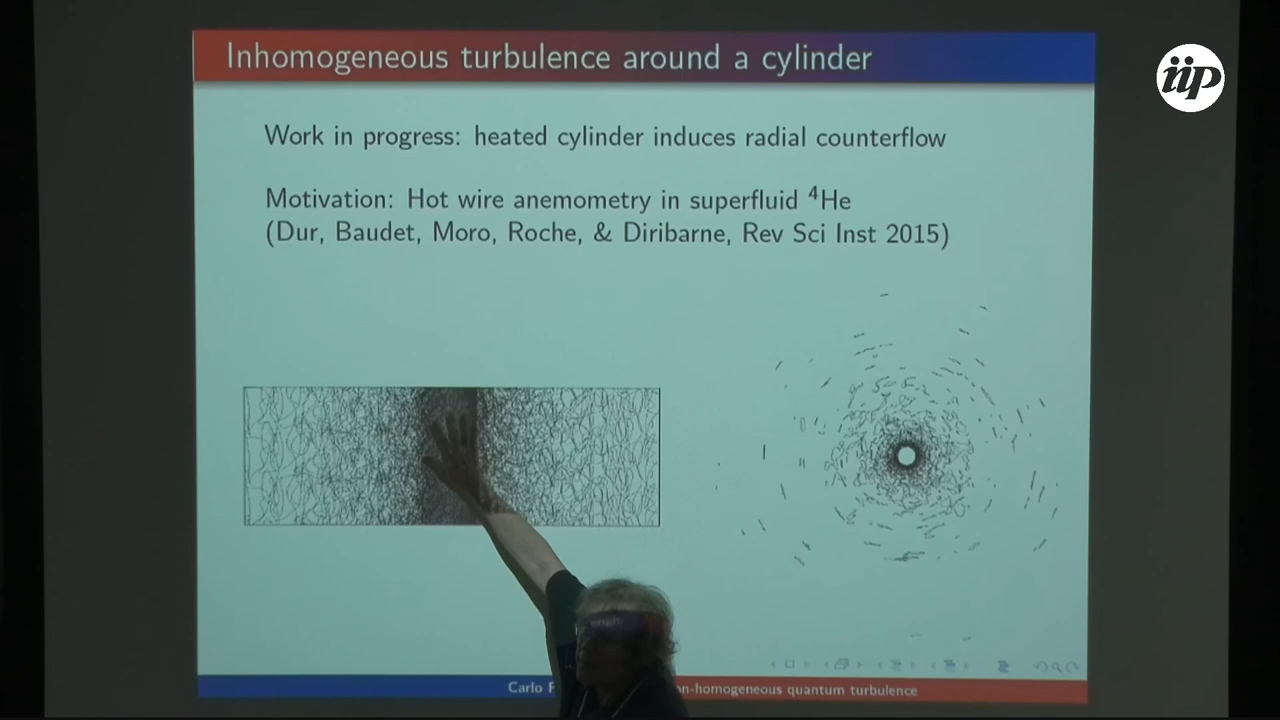 Inhomogeneous turbulence around a cylinder
iip
Work in progress: heated cylinder induces radial counterflow
Motivation: Hot wire anemometry in superfluid ⁴He
(Dur, Baudet, Moro, Roche, & Diribarne, Rev Sci Inst 2015)
Carlo F n-homogeneous quantum turbulence